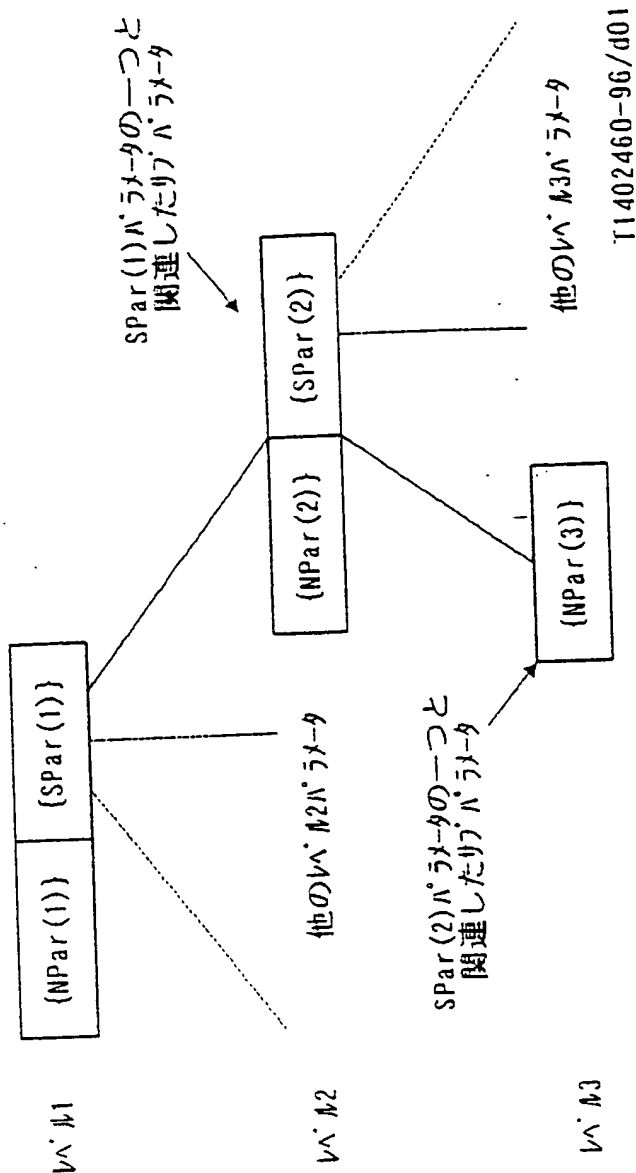 レベル1
{NPar(1)}
{SPar(1)}
SPar(1)パラメータの一つと
関連したサブパラメータ
レベル2
他のレベル2パラメータ
{NPar(2)}
{SPar(2)}
SPar(2)パラメータの一つと
関連したサブパラメータ
他のレベル3パラメータ
レベル3
{NPar(3)}
T1402460-96/d01